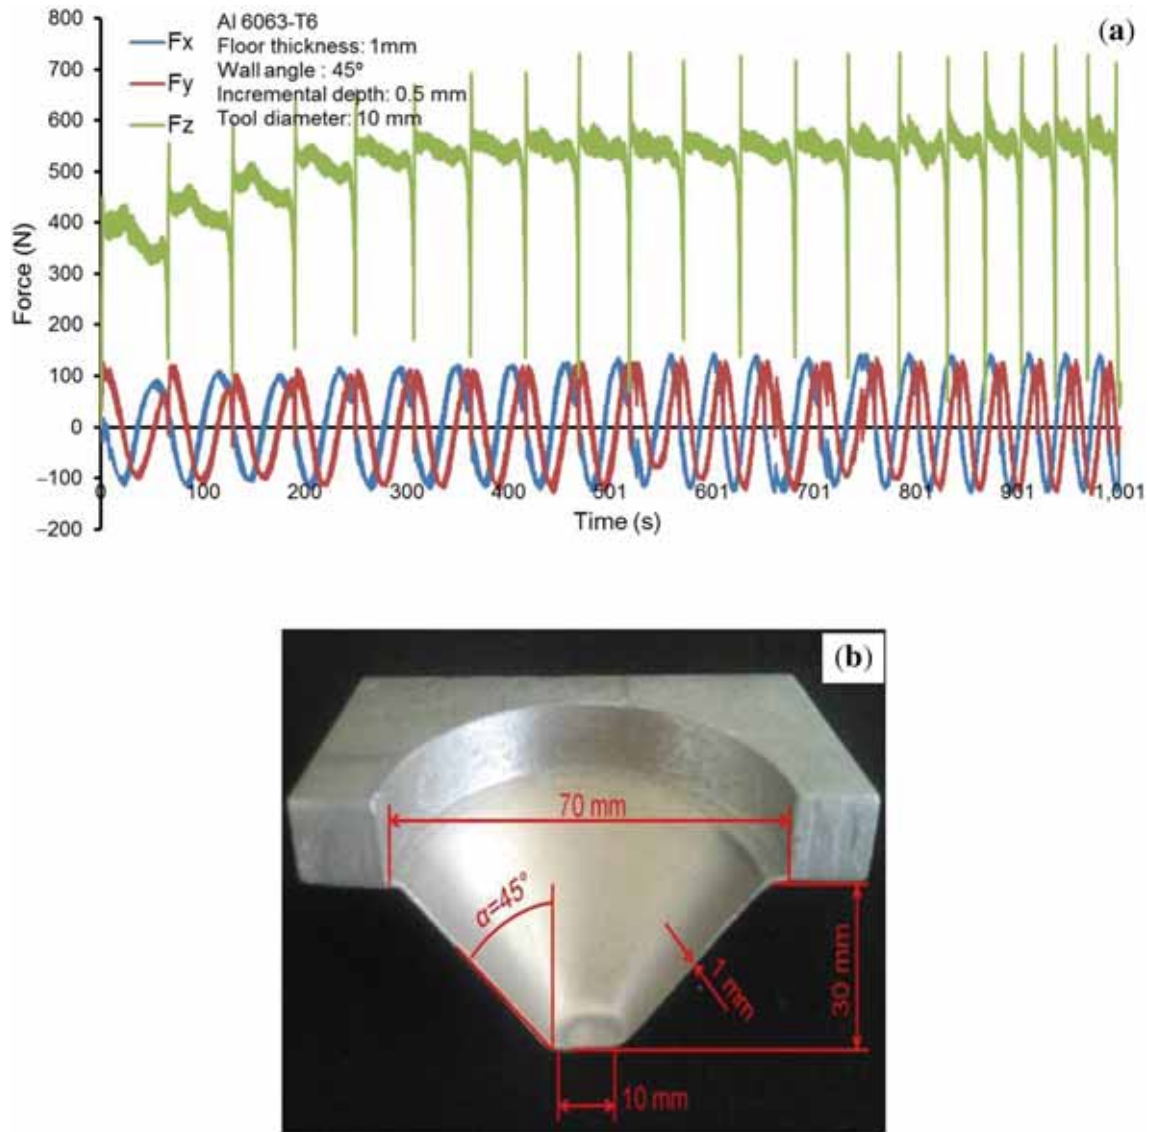 (a)
800
700
600
500
400
300
200
100
0
−100
−200
Force (N)
Fx
Fy
Fz
Al 6063-T6
Floor thickness: 1mm
Wall angle : 45º
Incremental depth: 0.5 mm
Tool diameter: 10 mm
0 100 200 300 400 501 601 701 801 901 1,001
Time (s)
(b)
70 mm
α=45°
1 mm
30 mm
10 mm